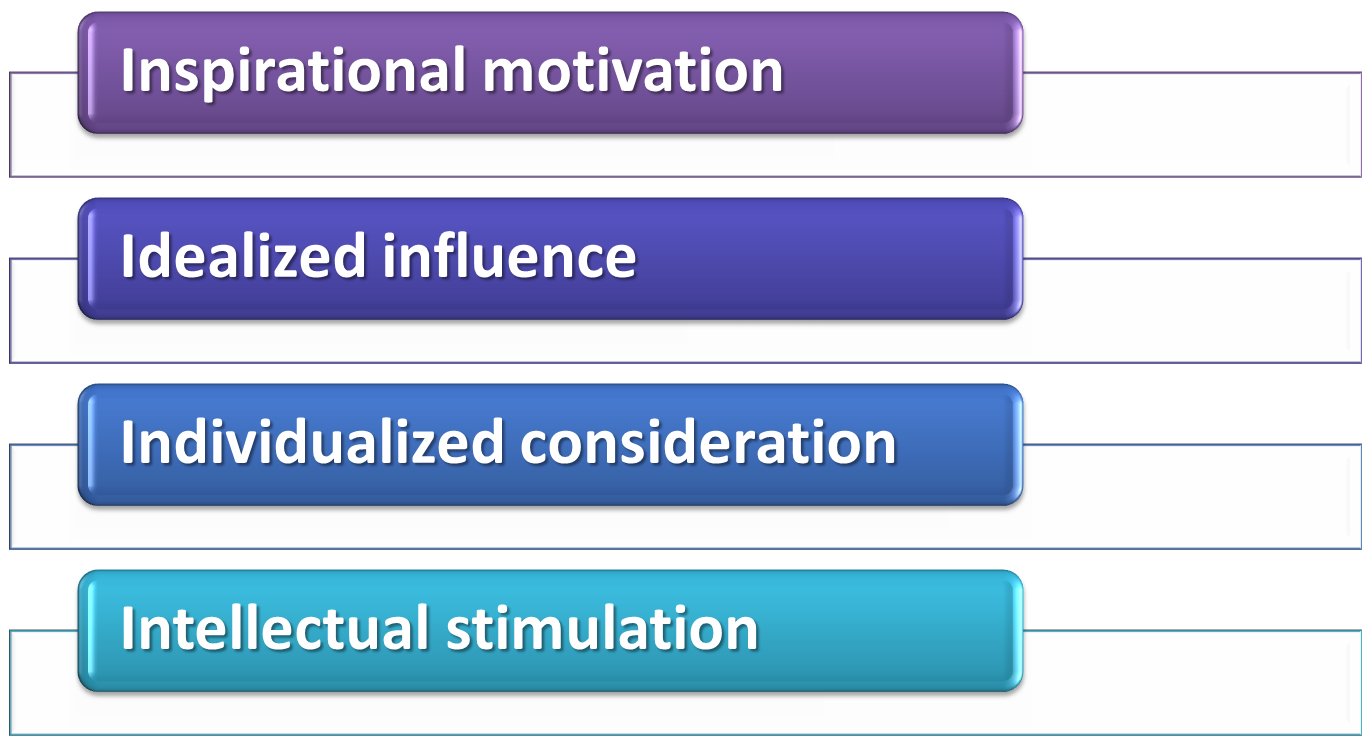 Inspirational motivation
Idealized influence
Individualized consideration
Intellectual stimulation